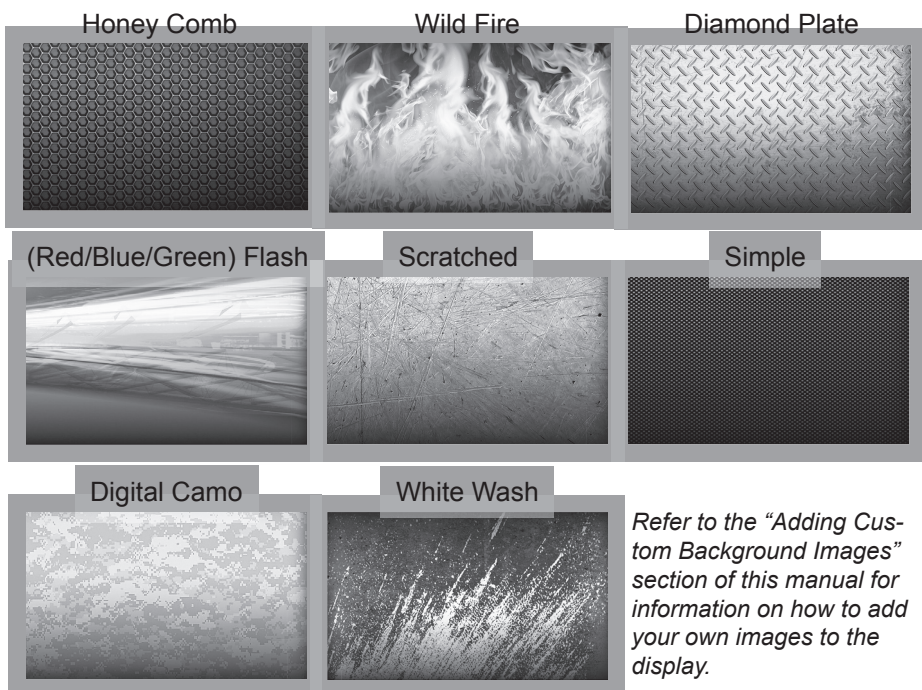 Honey Comb
Wild Fire
Diamond Plate
(Red/Blue/Green) Flash
Scratched
Simple
Digital Camo
White Wash
Refer to the “Adding Cus-
tom Background Images”
section of this manual for
information on how to add
your own images to the
display.